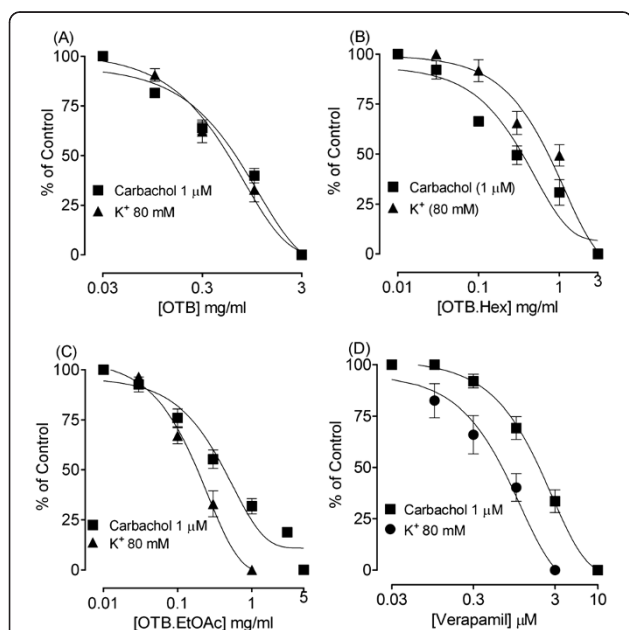 (A)
% of Control
100
75
50
25
0
Carbachol 1 μM
K⁺ 80 mM
0.03 0.3 3
[OTB] mg/ml
(B)
% of Control
100
75
50
25
0
Carbachol (1 μM)
K⁺ (80 mM)
0.01 0.1 1 3
[OTB.Hex] mg/ml
(C)
% of Control
100
75
50
25
0
Carbachol 1 μM
K⁺ 80 mM
0.01 0.1 1 5
[OTB.EtOAc] mg/ml
(D)
% of Control
100
75
50
25
0
Carbachol 1 μM
K⁺ 80 mM
0.03 0.3 3 10
[Verapamil] μM